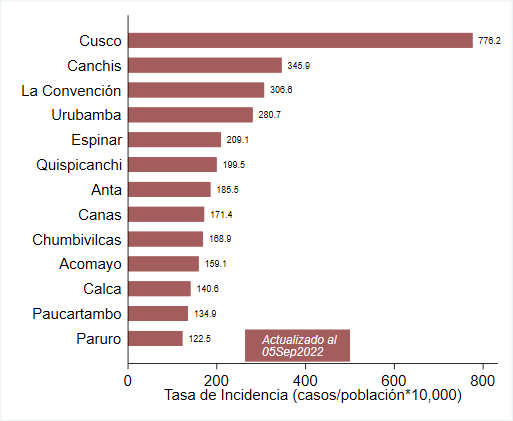 Cusco 776.2
Canchis 345.9
La Convención 306.6
Urubamba 280.7
Espinar 209.1
Quispicanchi 199.5
Anta 185.5
Canas 171.4
Chumbivilcas 168.9
Acomayo 159.1
Calca 140.6
Paucartambo 134.9
Paruro 122.5
Actualizado al
05Sep2022
0 200 400 600 800
Tasa de Incidencia (casos/población*10,000)